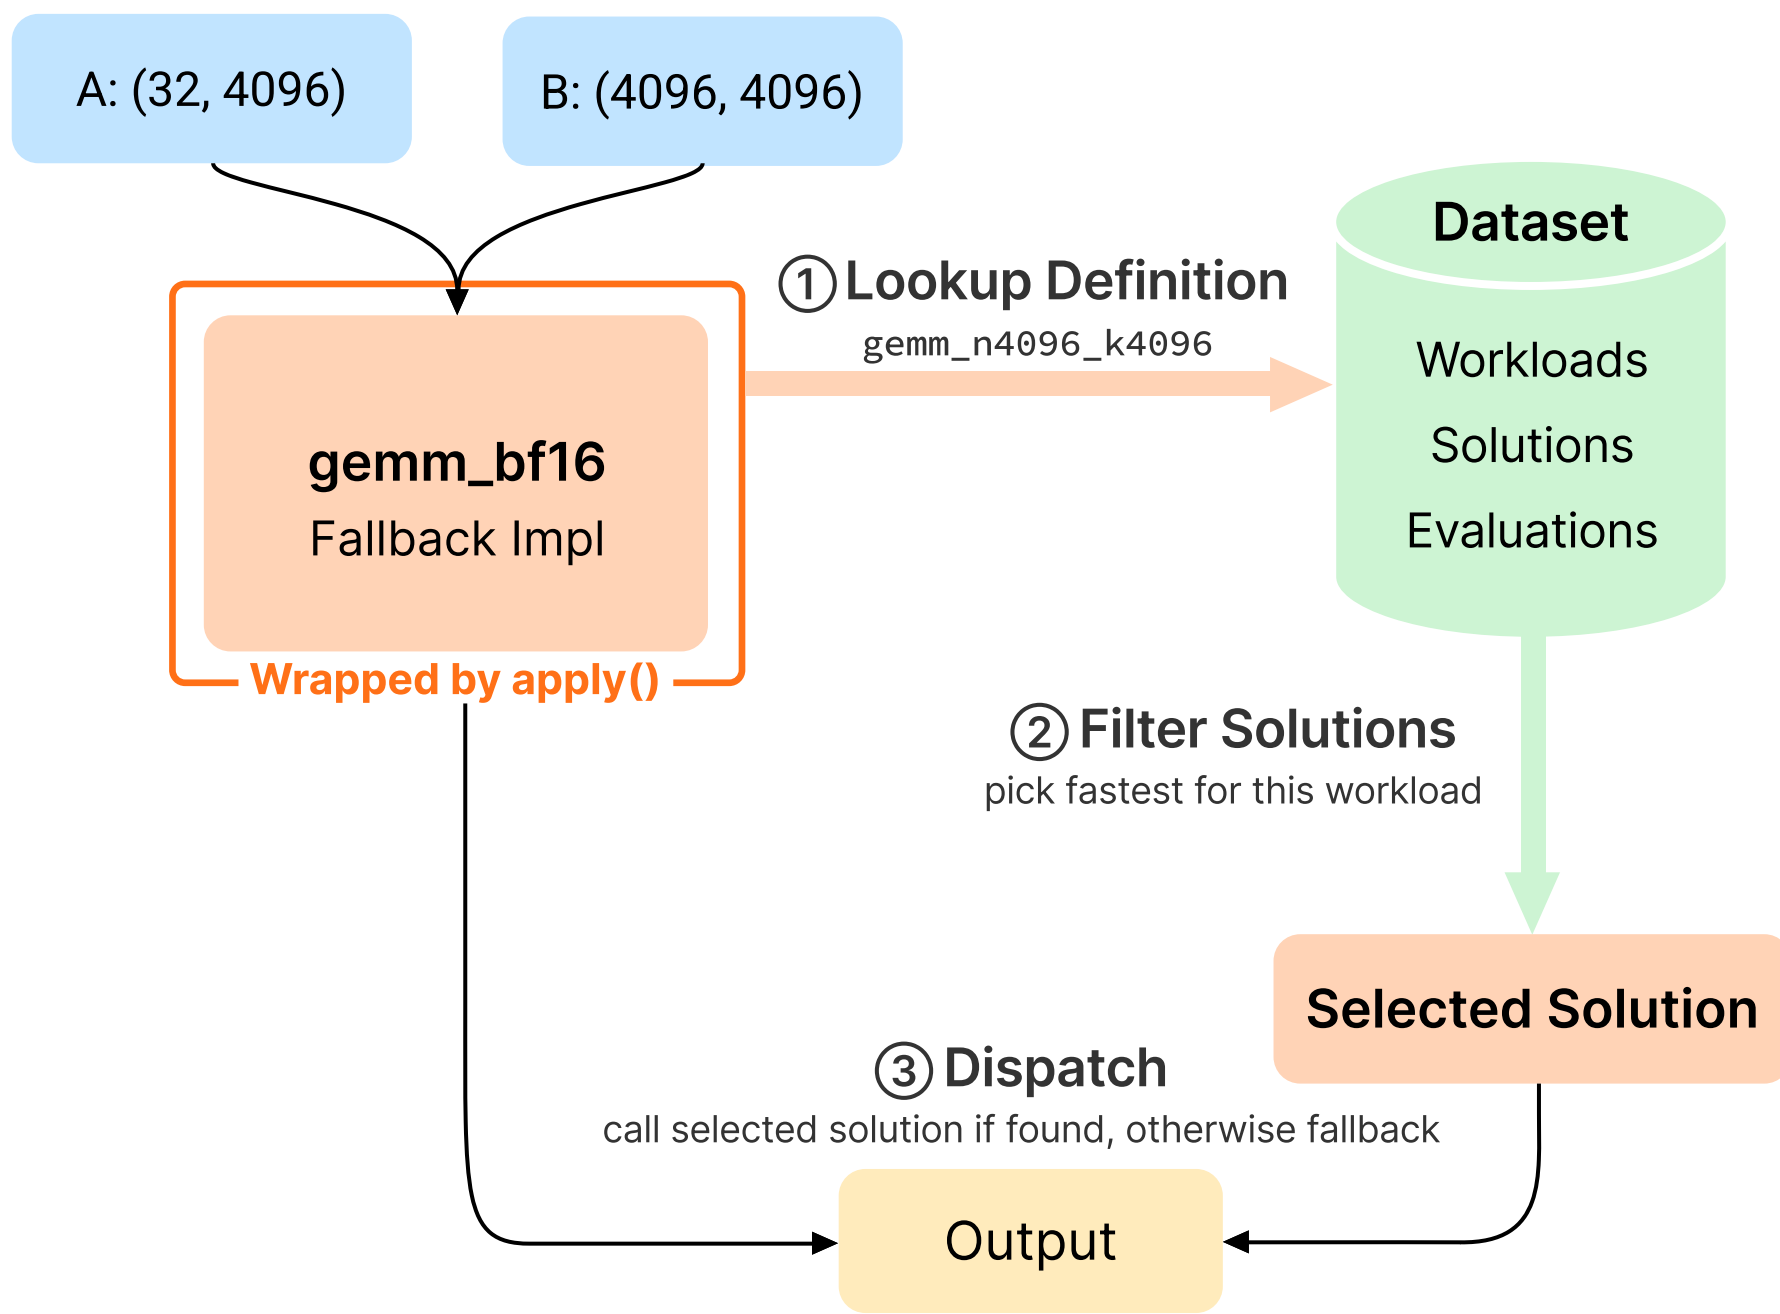 A: (32, 4096)
B: (4096, 4096)
Dataset
Workloads
Solutions
Evaluations
① Lookup Definition
gemm_n4096_k4096
gemm_bf16
Fallback Impl
Wrapped by apply()
② Filter Solutions
pick fastest for this workload
Selected Solution
③ Dispatch
call selected solution if found, otherwise fallback
Output